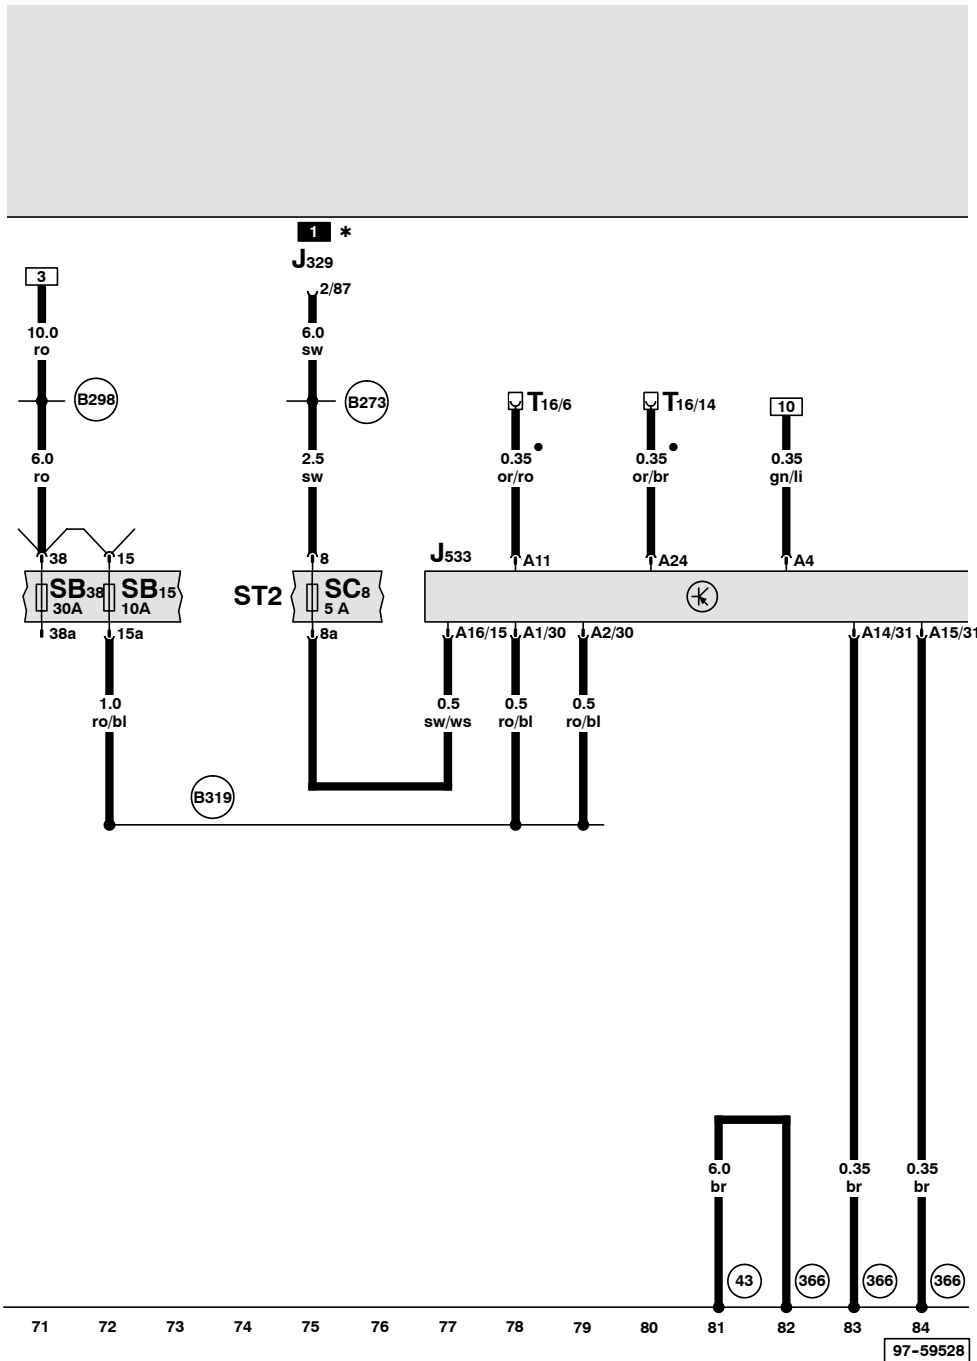 1 *
J329
3
2/87
10.0
ro
6.0
sw
B298
B273
T16/6
T16/14
10
6.0
ro
2.5
sw
0.35
or/ro
0.35
or/br
0.35
gn/li
38
15
8
J533
A11
A24
A4
SB38
30A
SB15
10A
ST2
SC8
5 A
38a
15a
8a
A16/15
A1/30
A2/30
A14/31
A15/31
1.0
ro/bl
0.5
sw/ws
0.5
ro/bl
0.5
ro/bl
B319
6.0
br
0.35
br
0.35
br
43
366
366
366
71 72 73 74 75 76 77 78 79 80 81 82 83 84
97-59528